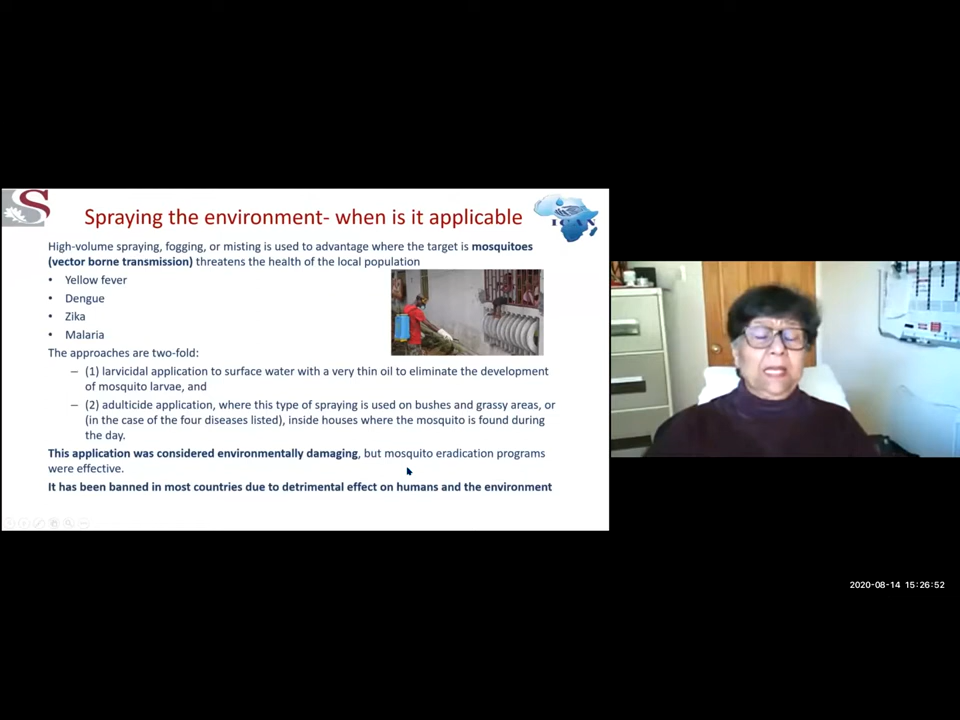 S
Spraying the environment- when is it applicable
High-volume spraying, fogging, or misting is used to advantage where the target is mosquitoes
(vector borne transmission) threatens the health of the local population
• Yellow fever
• Dengue
• Zika
• Malaria
The approaches are two-fold:
– (1) larvicidal application to surface water with a very thin oil to eliminate the development
of mosquito larvae, and
– (2) adulticide application, where this type of spraying is used on bushes and grassy areas, or
(in the case of the four diseases listed), inside houses where the mosquito is found during
the day.
This application was considered environmentally damaging, but mosquito eradication programs
were effective.
It has been banned in most countries due to detrimental effect on humans and the environment
2020-08-14 15:26:52